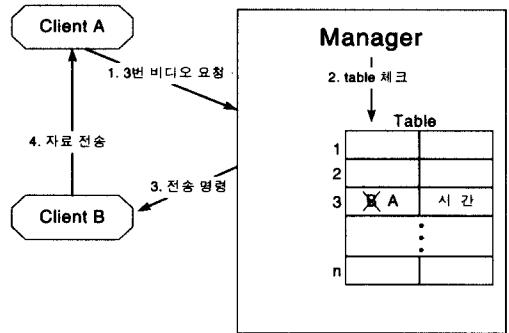 Client A
Manager
1. 3번 비디오 요청
2. table 체크
Table
1
2
3 B A 시 간
n
4. 자료 전송
3. 전송 명령
Client B